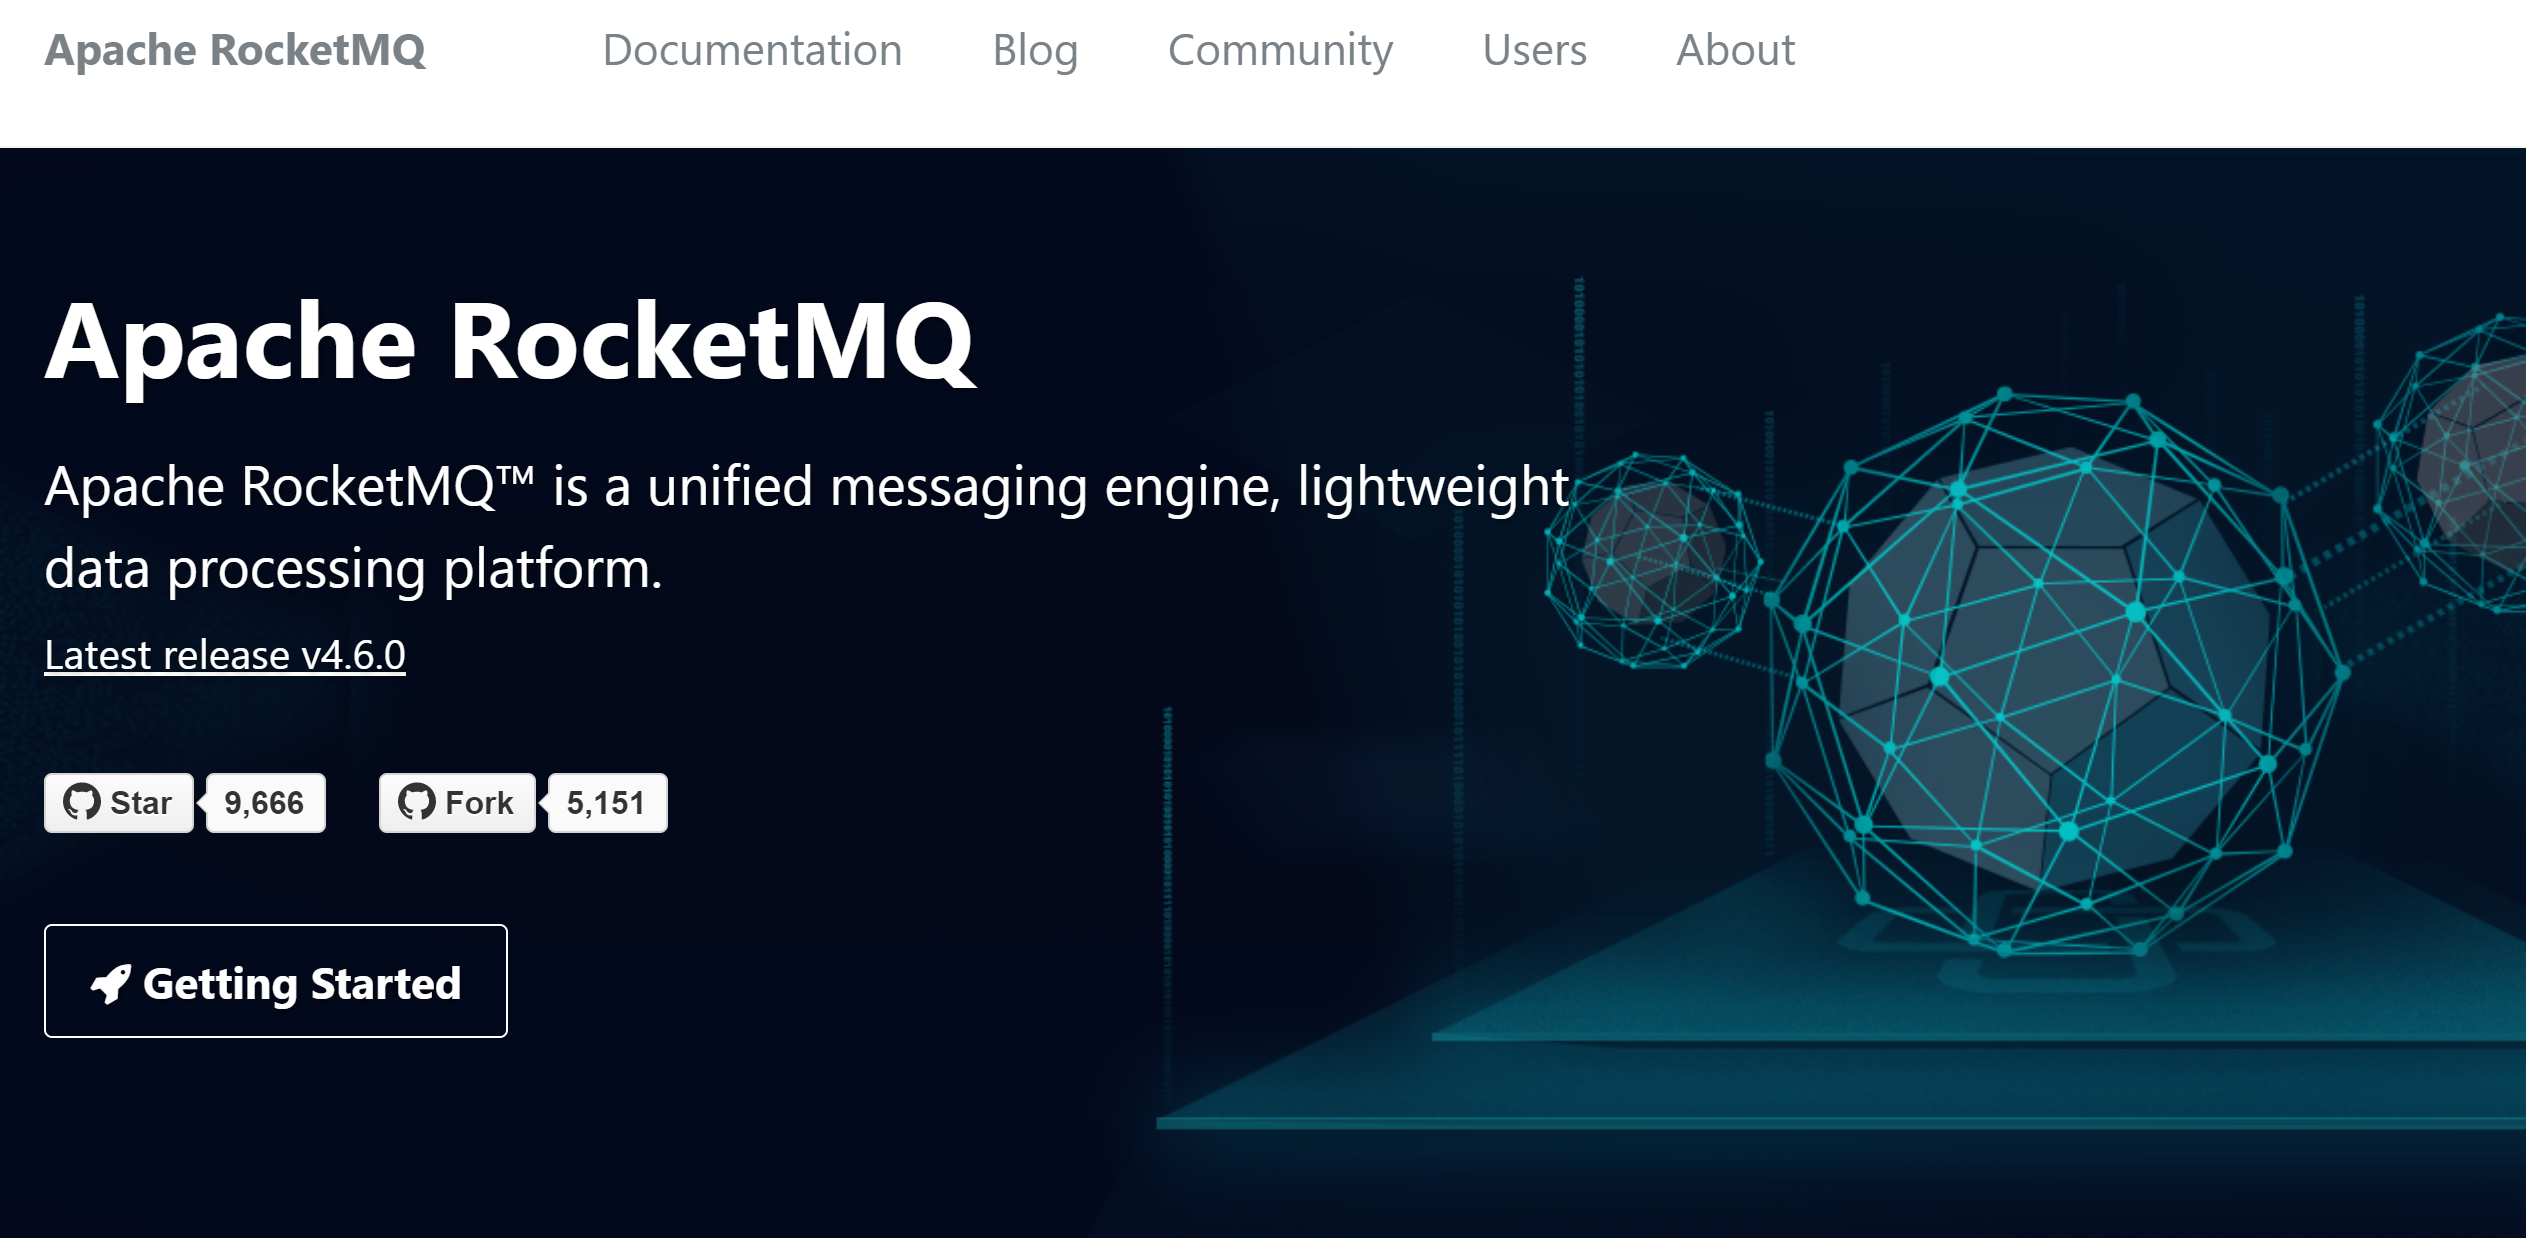 Apache RocketMQ Documentation Blog Community Users About
Apache RocketMQ
Apache RocketMQ™ is a unified messaging engine, lightweight
data processing platform.
Latest release v4.6.0
Star 9,666 Fork 5,151
Getting Started